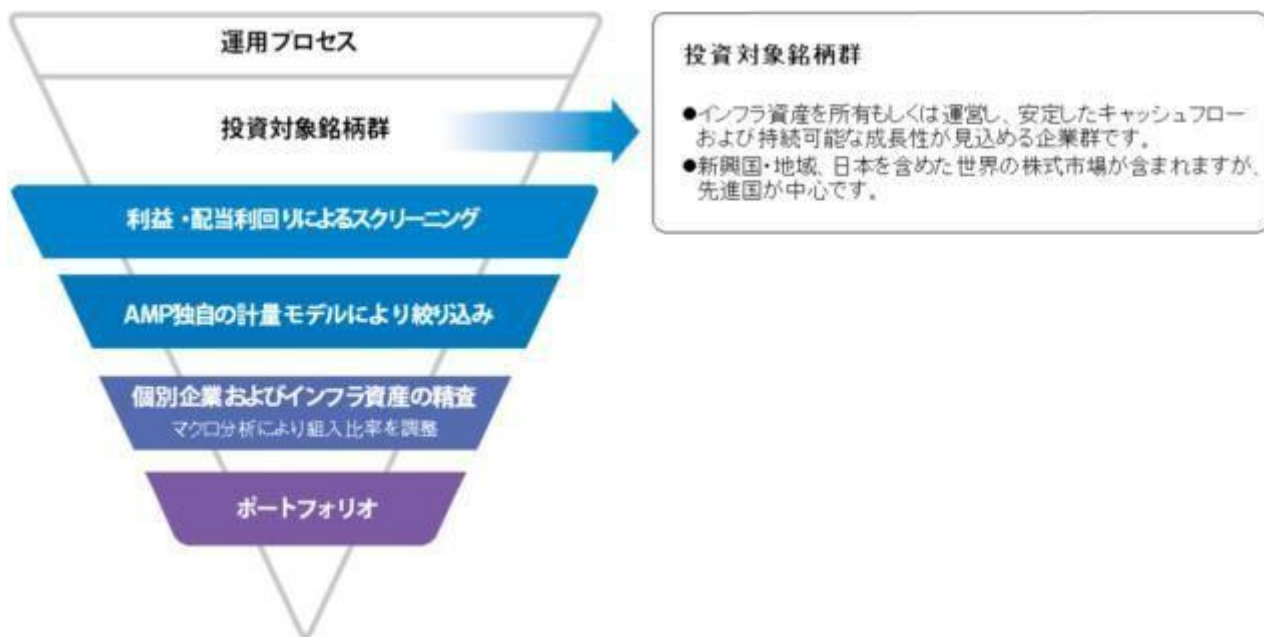 運用プロセス
投資対象銘柄群
利益・配当利回りによるスクリーニング
AMP独自の計量モデルにより絞り込み
個別企業およびインフラ資産の精査
マクロ分析により組入比率を調整
ポートフォリオ
投資対象銘柄群
●インフラ資産を所有もしくは運営し、安定したキャッシュフロー
および持続可能な成長性が見込める企業群です。
●新興国・地域、日本を含めた世界の株式市場が含まれますが、
先進国が中心です。